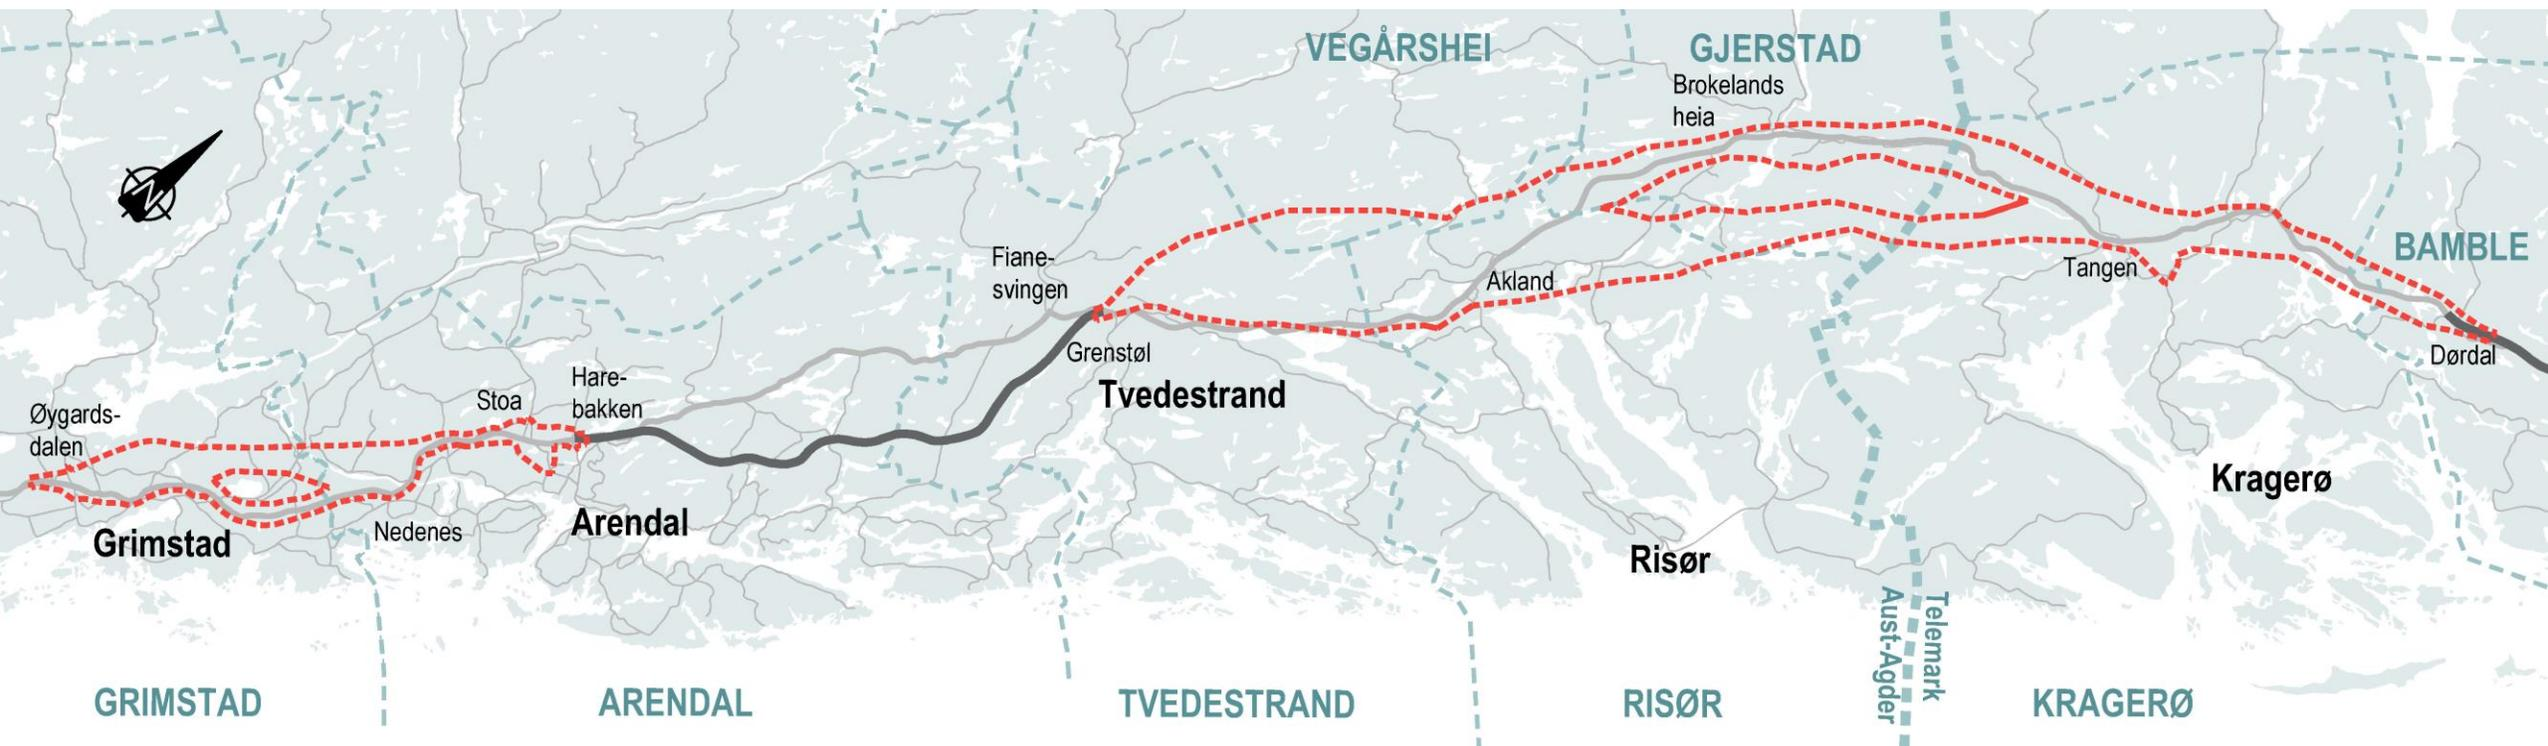 VEGÅRSHEI
GJERSTAD
Brokelands
heia
N
Fiane-
svingen
BAMBLE
Akland
Tangen
Grenstøl
Tvedestrand
Dørdal
Hare-
bakken
Stoa
Øygards-
dalen
Grimstad
Nedenes
Arendal
Risør
Kragerø
Telemark
Aust-Agder
GRIMSTAD
ARENDAL
TVEDESTRAND
RISØR
KRAGERØ